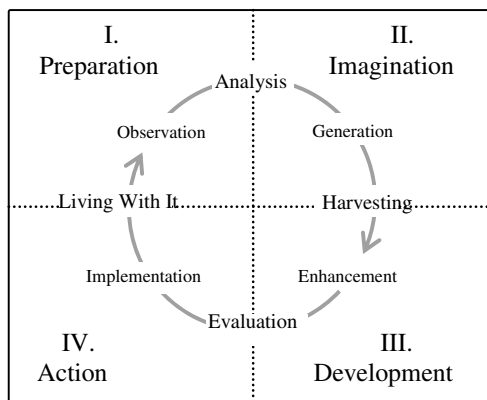 I.
Preparation
II.
Imagination
Analysis
Observation
Generation
Living With It
Harvesting
Implementation
Enhancement
Evaluation
IV.
Action
III.
Development